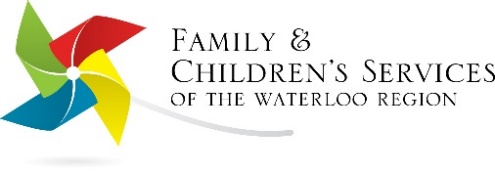 FAMILY &
CHILDREN'S SERVICES
OF THE WATERLOO REGION